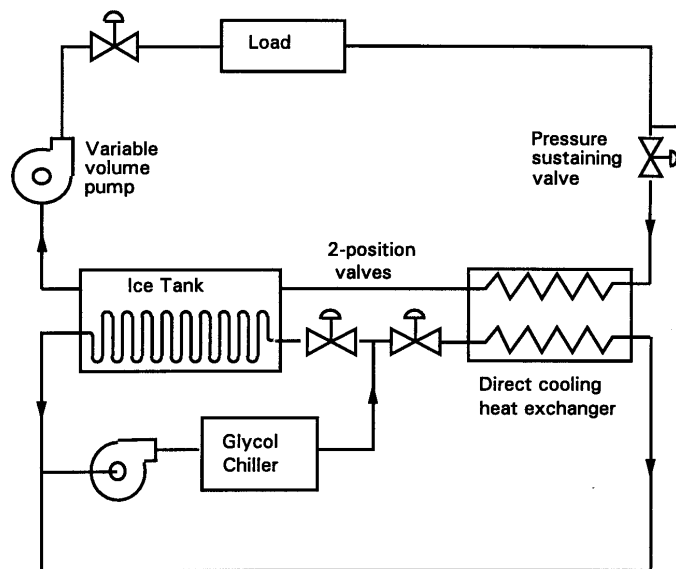 Load
Variable
volume
pump
Pressure
sustaining
valve
2-position
valves
Ice Tank
Direct cooling
heat exchanger
Glycol
Chiller